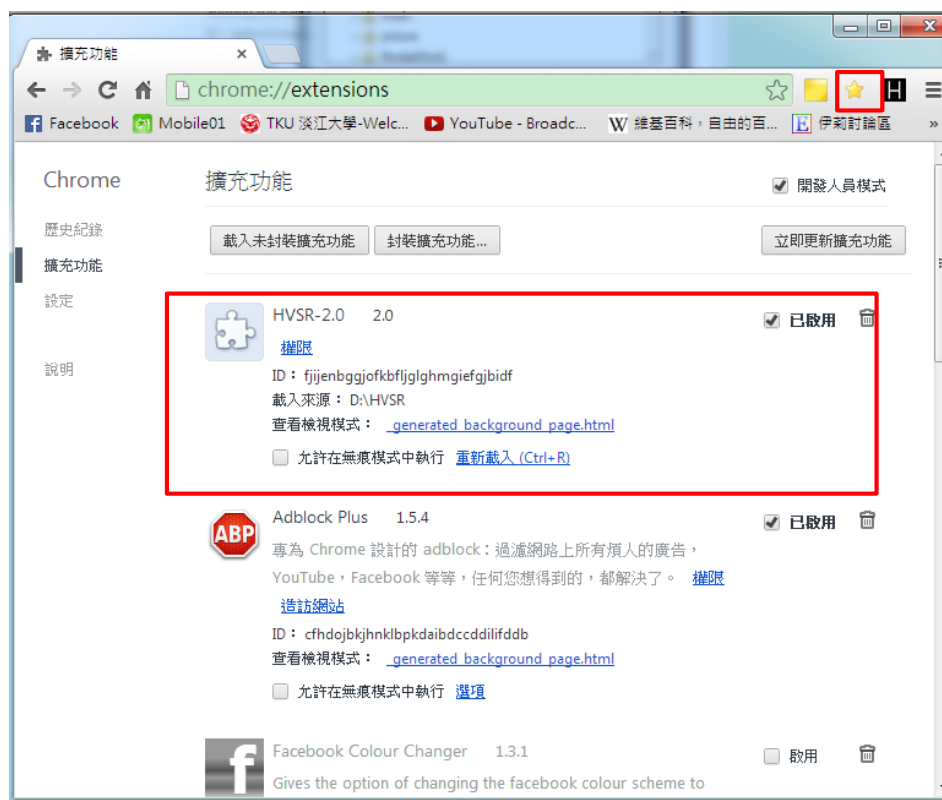 擴充功能
chrome://extensions
H
Facebook Mobile01 TKU 淡江大學-Welc... YouTube - Broadc... W 維基百科，自由的百... E 伊莉討論區 »
Chrome
擴充功能
開發人員模式
歷史紀錄
擴充功能
設定
說明
載入未封裝擴充功能 封裝擴充功能... 立即更新擴充功能
HVSR-2.0 2.0
已啟用
權限
ID： fjijenbggjofkbfljglghmgiefgjbidf
載入來源： D:\HVSR
查看檢視模式： _generated_background_page.html
允許在無痕模式中執行 重新載入 (Ctrl+R)
ABP
Adblock Plus 1.5.4
已啟用
專為 Chrome 設計的 adblock：過濾網路上所有煩人的廣告，
YouTube，Facebook 等等，任何您想得到的，都解決了。 權限
造訪網站
ID： cfhdojbkjhnklbpkdaibdccddilifddb
查看檢視模式： _generated_background_page.html
允許在無痕模式中執行 選項
Facebook Colour Changer 1.3.1
啟用
Gives the option of changing the facebook colour scheme to